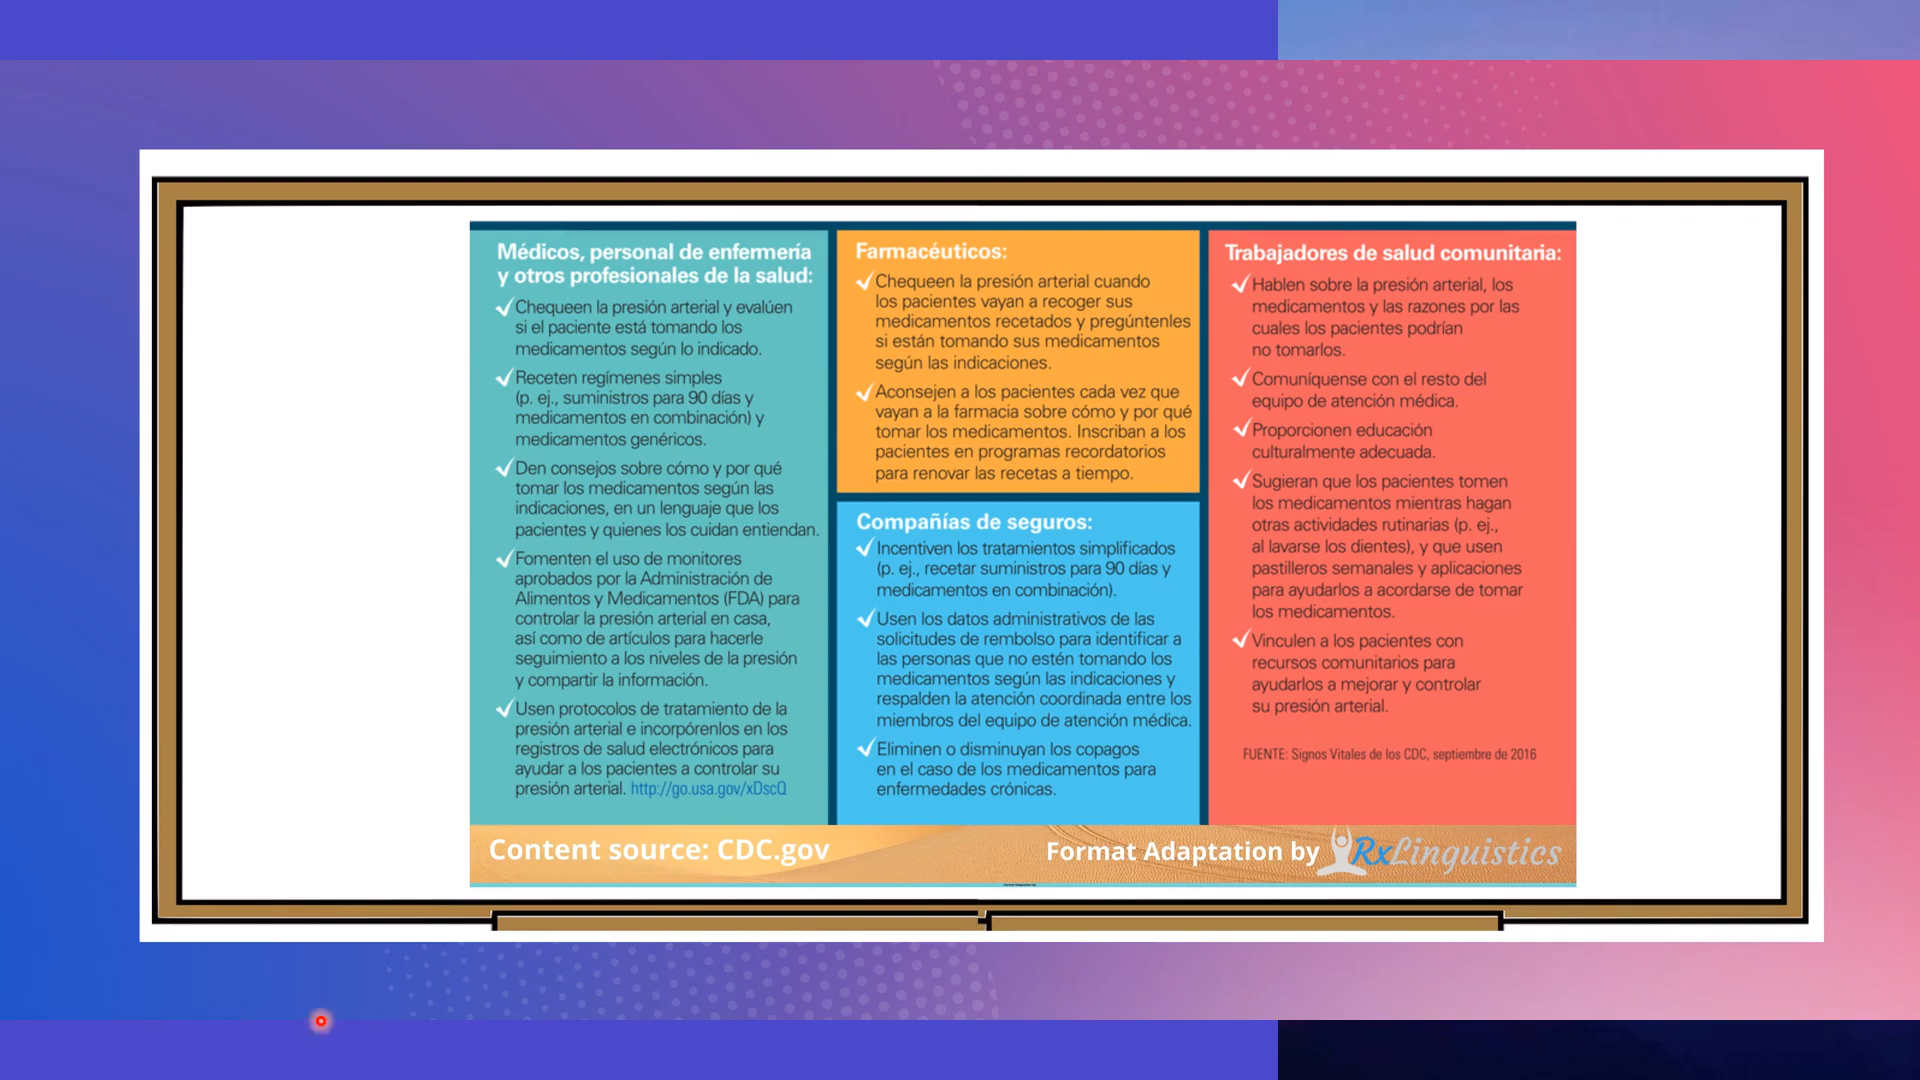 Médicos, personal de enfermería
y otros profesionales de la salud:
Chequeen la presión arterial y evalúen
si el paciente está tomando los
medicamentos según lo indicado.
Receten regímenes simples
(p. ej., suministros para 90 días y
medicamentos en combinación) y
medicamentos genéricos.
Den consejos sobre cómo y por qué
tomar los medicamentos según las
indicaciones, en un lenguaje que los
pacientes y quienes los cuidan entiendan.
Fomenten el uso de monitores
aprobados por la Administración de
Alimentos y Medicamentos (FDA) para
controlar la presión arterial en casa,
así como de artículos para hacerle
seguimiento a los niveles de la presión
y compartir la información.
Usen protocolos de tratamiento de la
presión arterial e incorpórenlos en los
registros de salud electrónicos para
ayudar a los pacientes a controlar su
presión arterial. http://go.usa.gov/xDscQ
Farmacéuticos:
Chequeen la presión arterial cuando
los pacientes vayan a recoger sus
medicamentos recetados y pregúntenles
si están tomando sus medicamentos
según las indicaciones.
Aconsejen a los pacientes cada vez que
vayan a la farmacia sobre cómo y por qué
tomar los medicamentos. Inscriban a los
pacientes en programas recordatorios
para renovar las recetas a tiempo.
Compañías de seguros:
Incentiven los tratamientos simplificados
(p. ej., recetar suministros para 90 días y
medicamentos en combinación).
Usen los datos administrativos de las
solicitudes de rembolso para identificar a
las personas que no estén tomando los
medicamentos según las indicaciones y
respalden la atención coordinada entre los
miembros del equipo de atención médica.
Eliminen o disminuyan los copagos
en el caso de los medicamentos para
enfermedades crónicas.
Trabajadores de salud comunitaria:
Hablen sobre la presión arterial, los
medicamentos y las razones por las
cuales los pacientes podrían
no tomarlos.
Comuníquense con el resto del
equipo de atención médica.
Proporcionen educación
culturalmente adecuada.
Sugieran que los pacientes tomen
los medicamentos mientras hagan
otras actividades rutinarias (p. ej.,
al lavarse los dientes), y que usen
pastilleros semanales y aplicaciones
para ayudarlos a acordarse de tomar
los medicamentos.
Vinculen a los pacientes con
recursos comunitarios para
ayudarlos a mejorar y controlar
su presión arterial.
FUENTE: Signos Vitales de los CDC, septiembre de 2016
Content source: CDC.gov
Format Adaptation by RxLinguistics